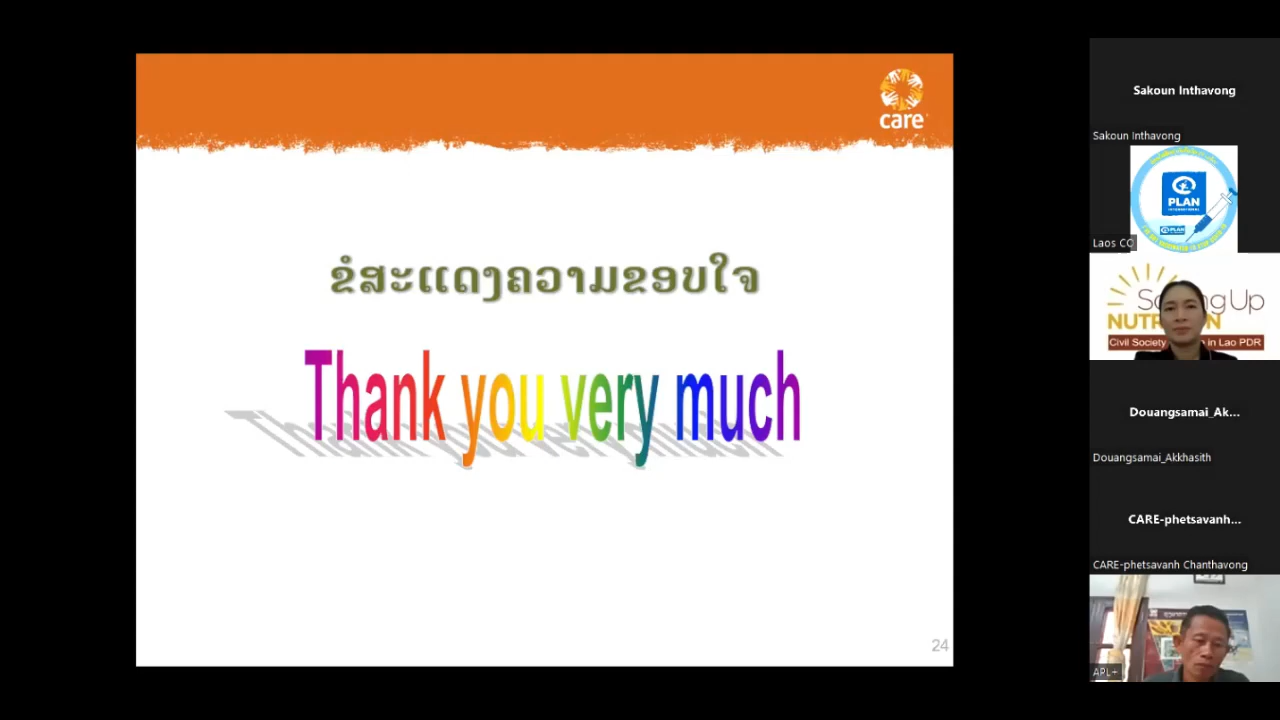 care
ຂໍສະແດງຄວາມຂອບໃຈ
Thank you very much
24
Sakoun Inthavong
Sakoun Inthavong
PLAN
INTERNATIONAL
PLAN
Laos CO
Scaling Up
NUTRITION
Civil Society in Lao PDR
Douangsamai_Ak...
Douangsamai_Akkhasith
CARE-phetsavanh...
CARE-phetsavanh Chanthavong
APL+